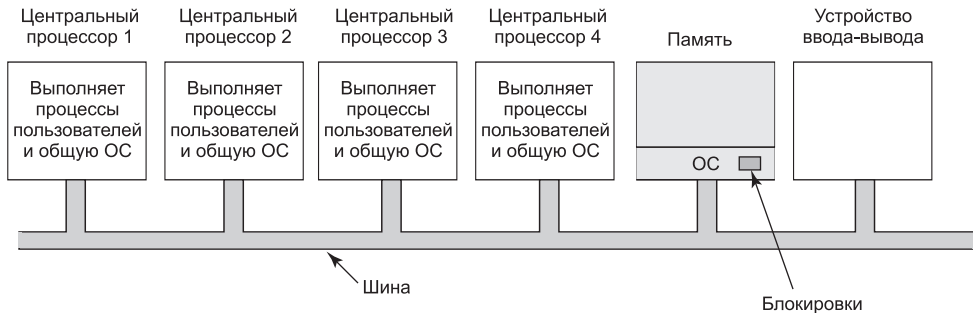 Центральный
процессор 1
Центральный
процессор 2
Центральный
процессор 3
Центральный
процессор 4
Память
Устройство
ввода-вывода
Выполняет
процессы
пользователей
и общую ОС
Выполняет
процессы
пользователей
и общую ОС
Выполняет
процессы
пользователей
и общую ОС
Выполняет
процессы
пользователей
и общую ОС
ОС
Шина
Блокировки